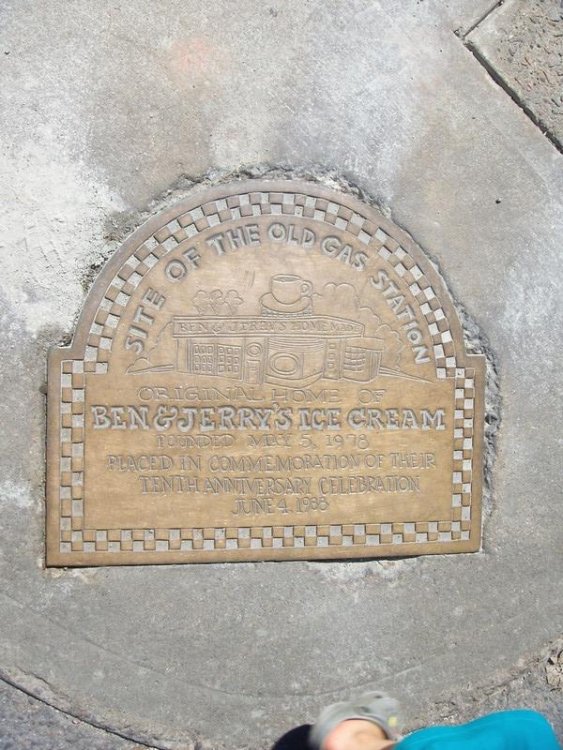 SITE OF THE OLD GAS STATION
BEN & JERRY'S HOMEMADE
ORIGINAL HOME OF
BEN & JERRY'S ICE CREAM
FOUNDED MAY 5, 1978
PLACED IN COMMEMORATION OF THEIR
TENTH ANNIVERSARY CELEBRATION
JUNE 4, 1988